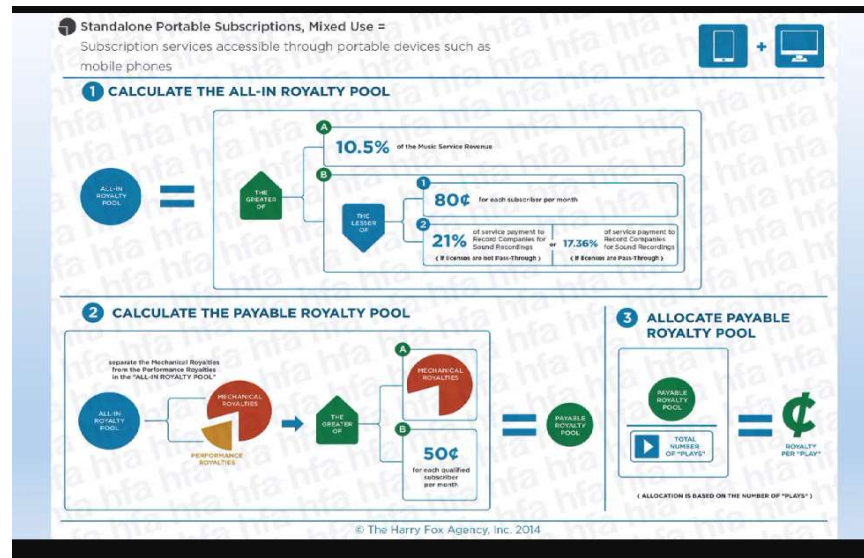 Standalone Portable Subscriptions, Mixed Use =
Subscription services accessible through portable devices such as
mobile phones
+
1 CALCULATE THE ALL-IN ROYALTY POOL
ALL-IN
ROYALTY
POOL
=
THE
GREATER
OF
A
10.5% of the Music Service Revenue
B
THE
LESSER
OF
1
80¢ for each subscriber per month
2
21% of service payment to
Record Companies for
Sound Recordings
( if licenses are not Pass-Through )
or
17.36% of service payment to
Record Companies
for Sound Recordings
( if licenses are Pass-Through )
2 CALCULATE THE PAYABLE ROYALTY POOL
separate the Mechanical Royalties
from the Performance Royalties
in the "ALL-IN ROYALTY POOL"
ALL-IN
ROYALTY
POOL
MECHANICAL
ROYALTIES
PERFORMANCE
ROYALTIES
THE
GREATER
OF
A
MECHANICAL
ROYALTIES
B
50¢
for each qualified
subscriber
per month
=
PAYABLE
ROYALTY
POOL
3 ALLOCATE PAYABLE
ROYALTY POOL
PAYABLE
ROYALTY
POOL
TOTAL
NUMBER
OF "PLAYS"
=
¢
ROYALTY
PER "PLAY"
( ALLOCATION IS BASED ON THE NUMBER OF "PLAYS" )
© The Harry Fox Agency, Inc. 2014
hfa